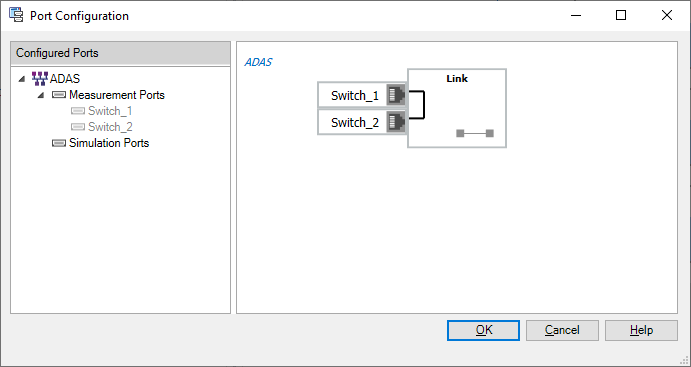 Port Configuration
Configured Ports
ADAS
Measurement Ports
Switch_1
Switch_2
Simulation Ports
ADAS
Link
Switch_1
Switch_2
OK
Cancel
Help